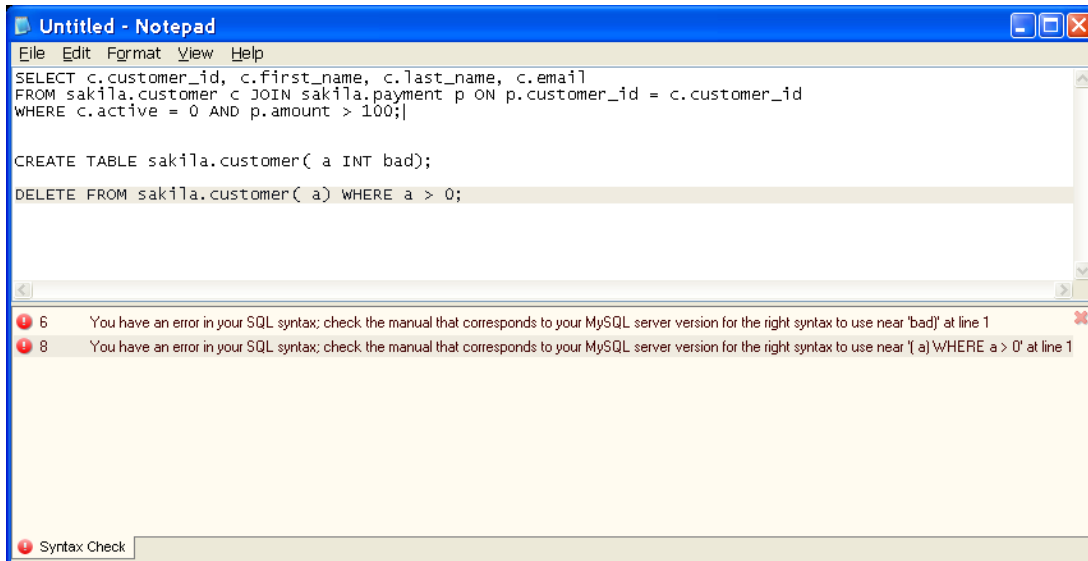 Untitled - Notepad
File Edit Format View Help
SELECT c.customer_id, c.first_name, c.last_name, c.email
FROM sakila.customer c JOIN sakila.payment p ON p.customer_id = c.customer_id
WHERE c.active = 0 AND p.amount > 100;
CREATE TABLE sakila.customer( a INT bad);
DELETE FROM sakila.customer( a) WHERE a > 0;
6 You have an error in your SQL syntax; check the manual that corresponds to your MySQL server version for the right syntax to use near 'bad)' at line 1
8 You have an error in your SQL syntax; check the manual that corresponds to your MySQL server version for the right syntax to use near '( a) WHERE a > 0' at line 1
Syntax Check